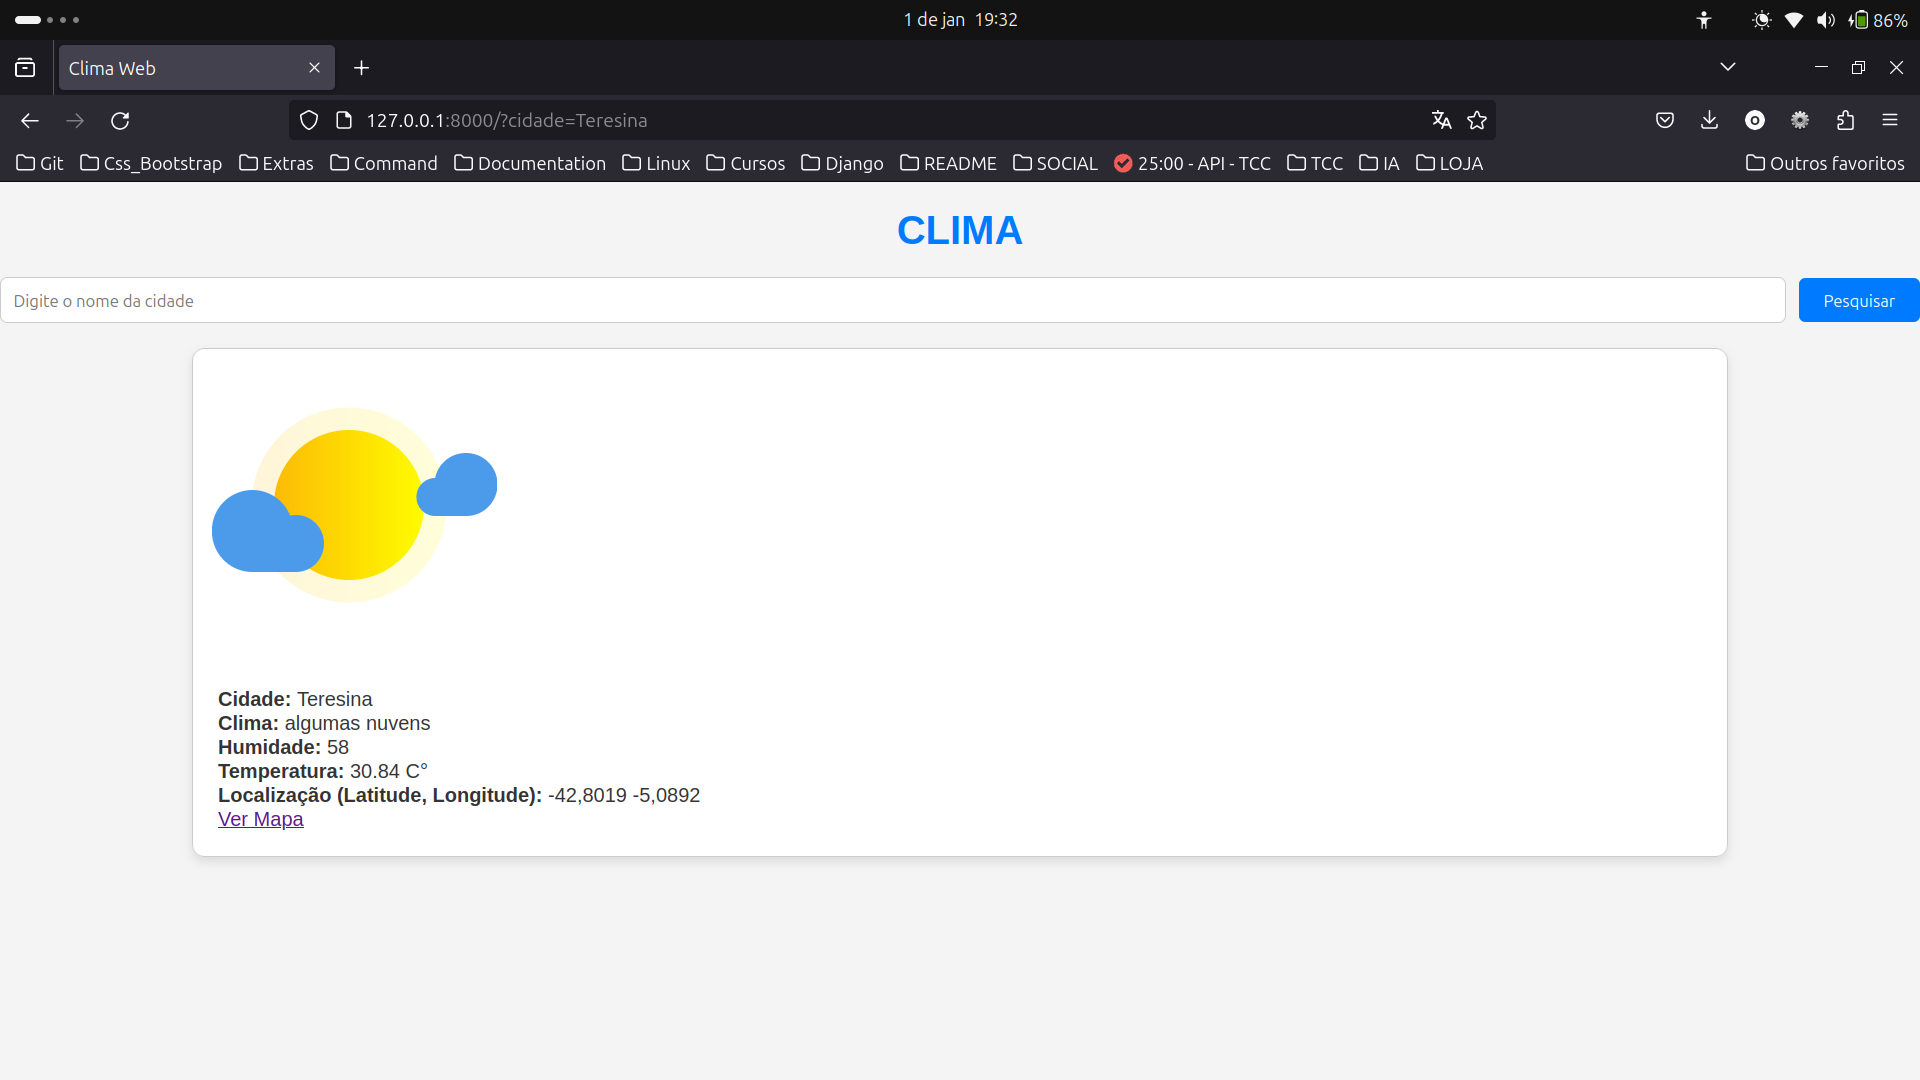 1 de jan 19:32
86%
Clima Web
127.0.0.1:8000/?cidade=Teresina
Git Css_Bootstrap Extras Command Documentation Linux Cursos Django README SOCIAL 25:00 - API - TCC TCC IA LOJA Outros favoritos
CLIMA
Digite o nome da cidade Pesquisar
Cidade: Teresina
Clima: algumas nuvens
Humidade: 58
Temperatura: 30.84 C°
Localização (Latitude, Longitude): -42,8019 -5,0892
Ver Mapa